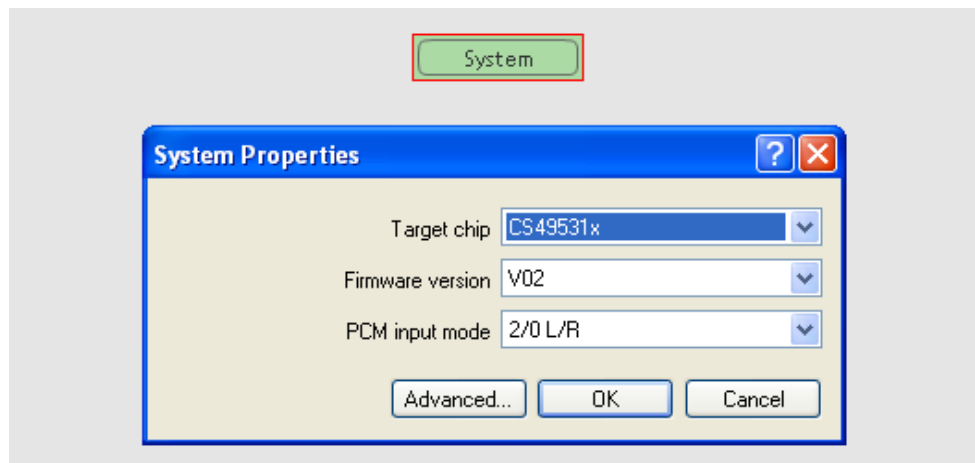 System
System Properties
Target chip CS49531x
Firmware version V02
PCM input mode 2/0 L/R
Advanced... OK Cancel